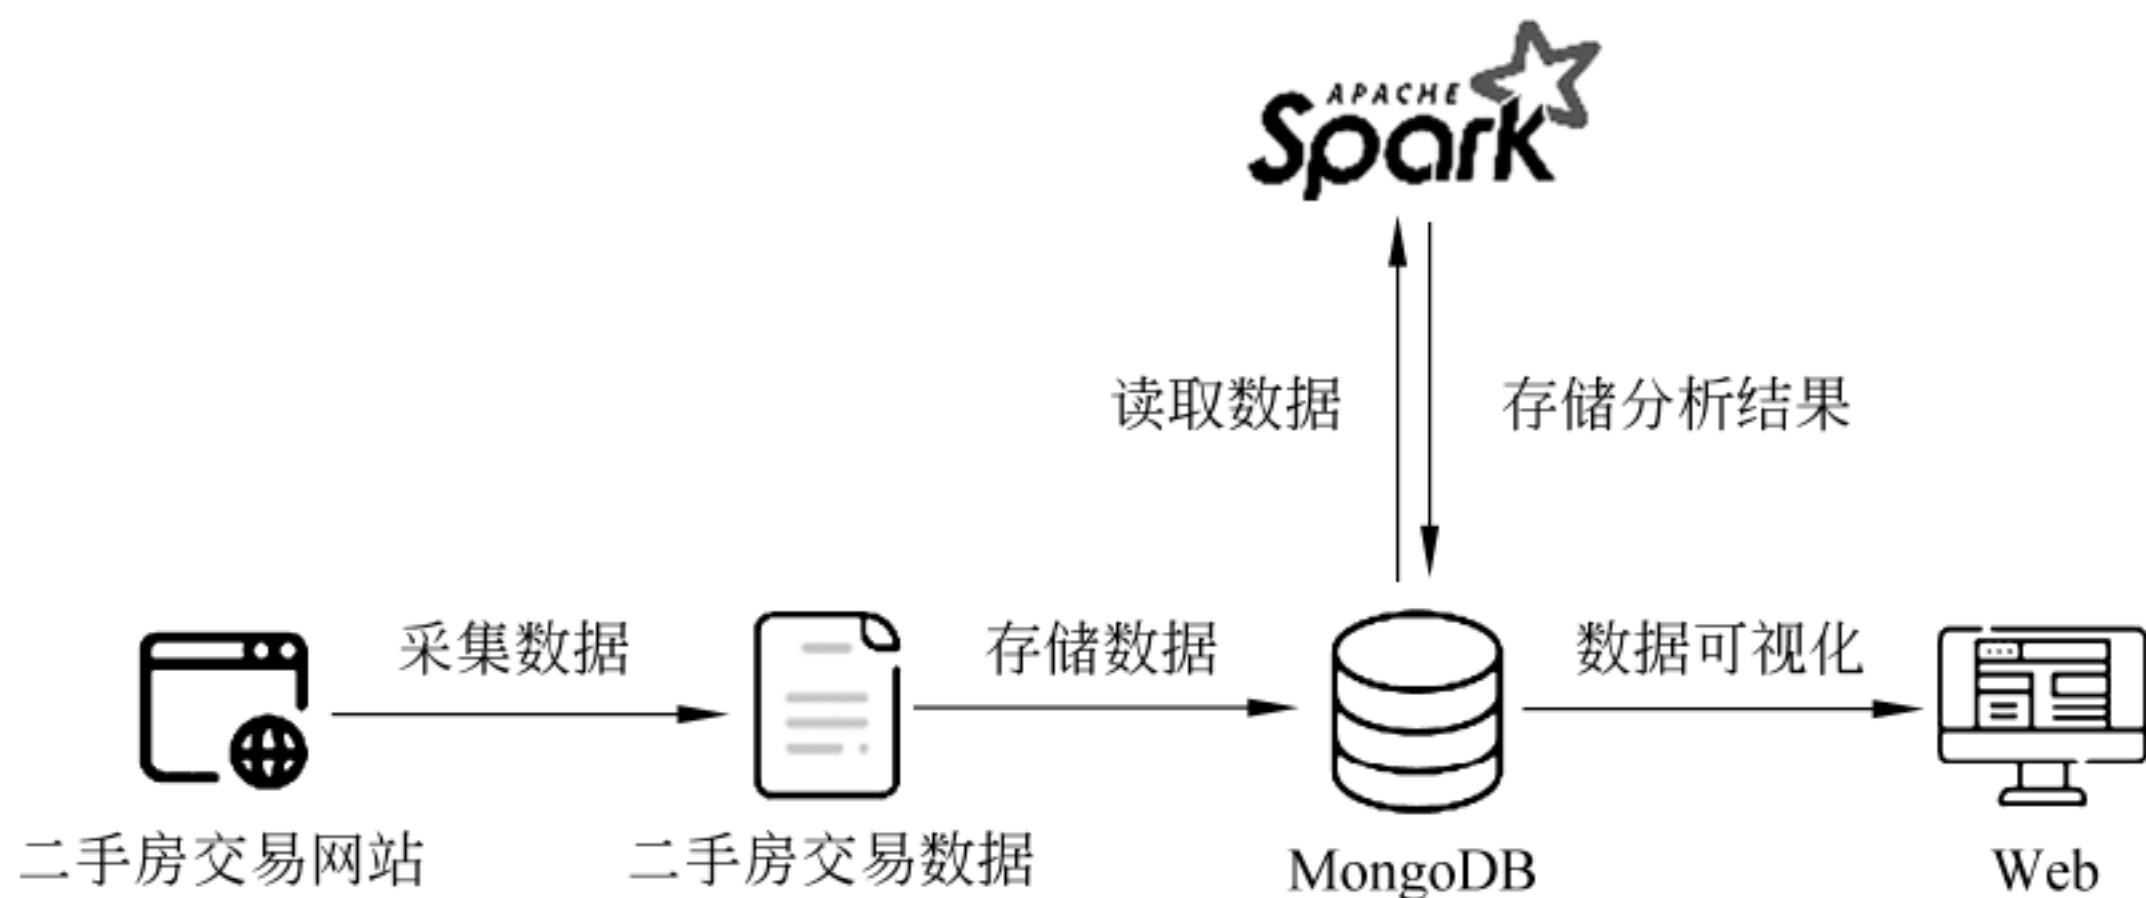 APACHE
Spark
读取数据
存储分析结果
采集数据
存储数据
数据可视化
二手房交易网站
二手房交易数据
MongoDB
Web